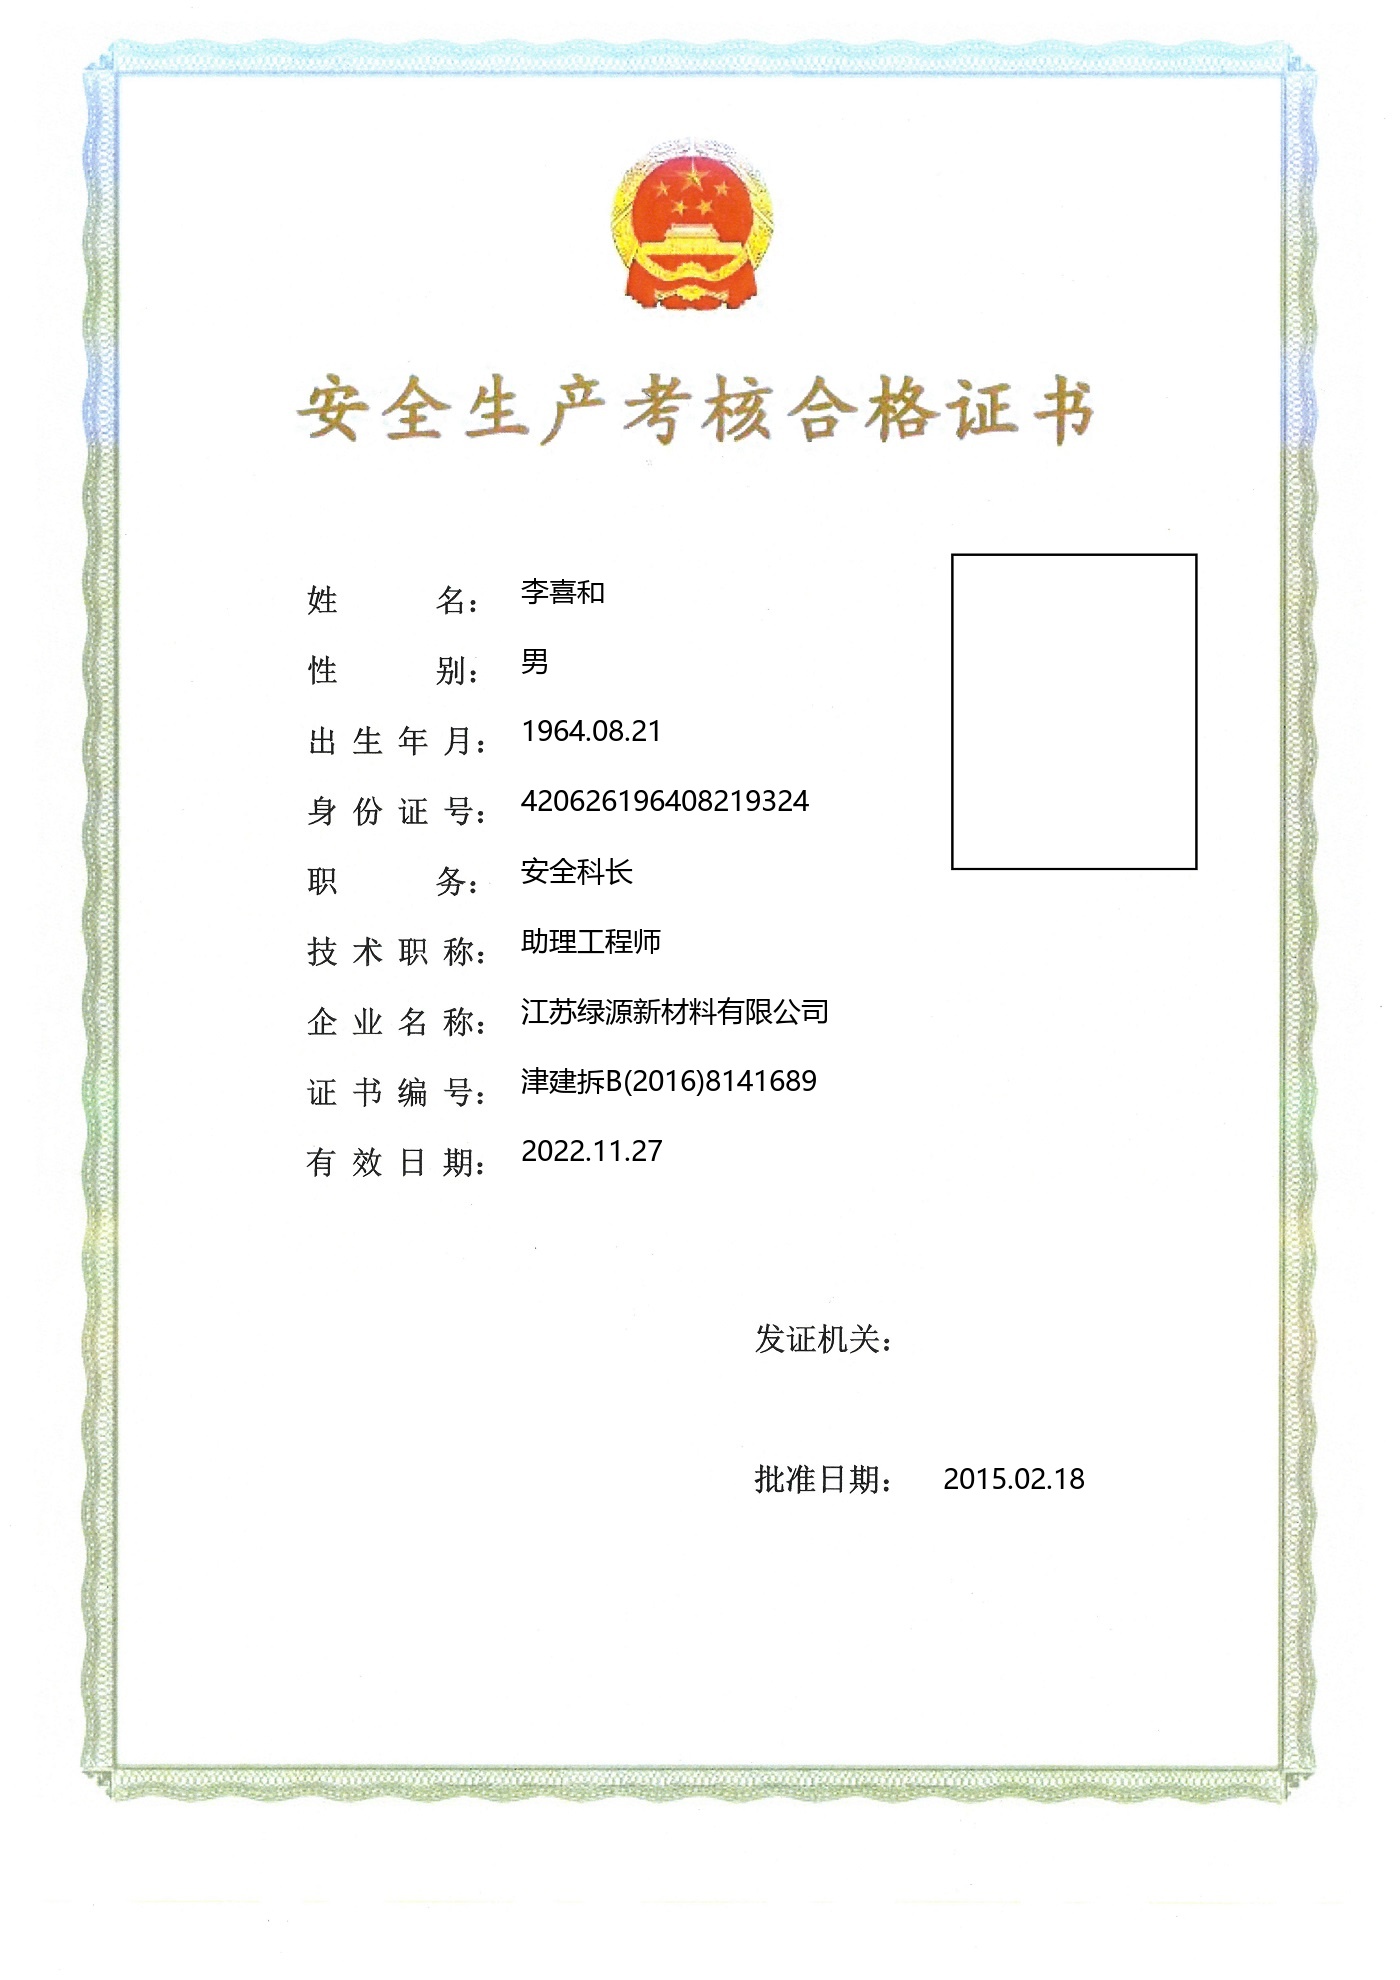 安全生产考核合格证书
姓名：李喜和
性别：男
出生年月：1964.08.21
身份证号：420626196408219324
职务：安全科长
技术职称：助理工程师
企业名称：江苏绿源新材料有限公司
证书编号：津建拆B(2016)8141689
有效日期：2022.11.27
发证机关：
批准日期：2015.02.18